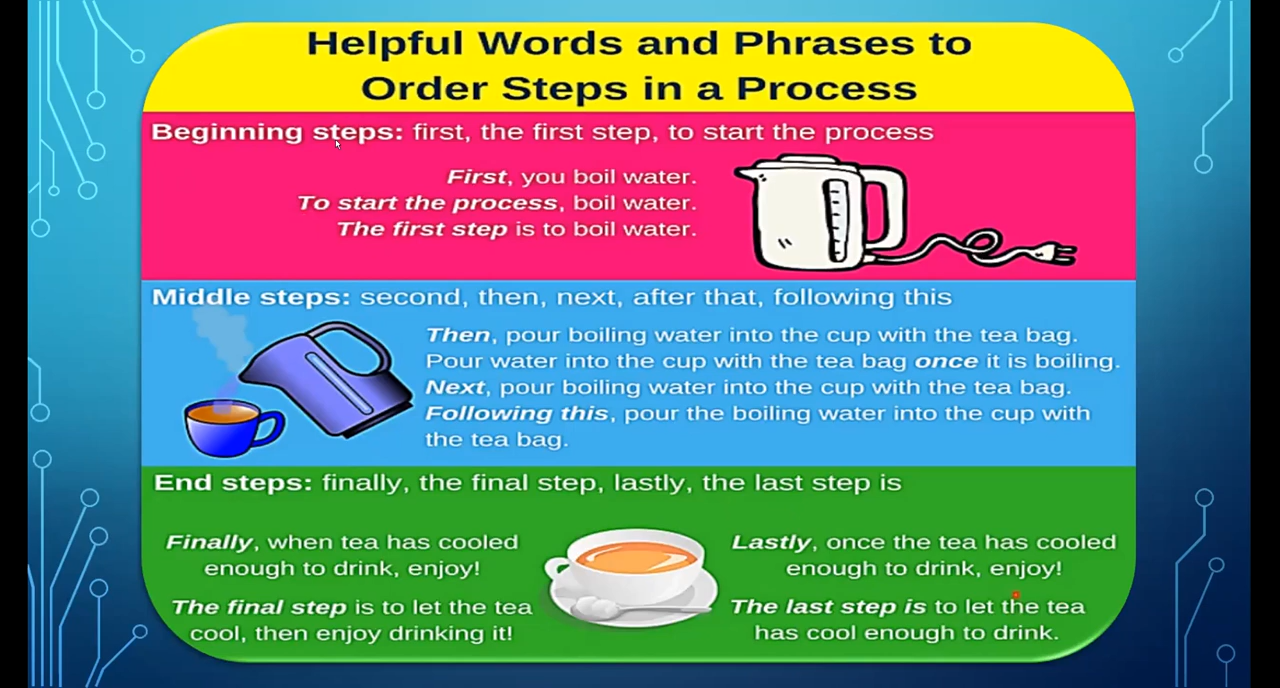 Helpful Words and Phrases to
Order Steps in a Process
Beginning steps: first, the first step, to start the process
First, you boil water.
To start the process, boil water.
The first step is to boil water.
Middle steps: second, then, next, after that, following this
Then, pour boiling water into the cup with the tea bag.
Pour water into the cup with the tea bag once it is boiling.
Next, pour boiling water into the cup with the tea bag.
Following this, pour the boiling water into the cup with
the tea bag.
End steps: finally, the final step, lastly, the last step is
Finally, when tea has cooled
enough to drink, enjoy!
The final step is to let the tea
cool, then enjoy drinking it!
Lastly, once the tea has cooled
enough to drink, enjoy!
The last step is to let the tea
has cool enough to drink.